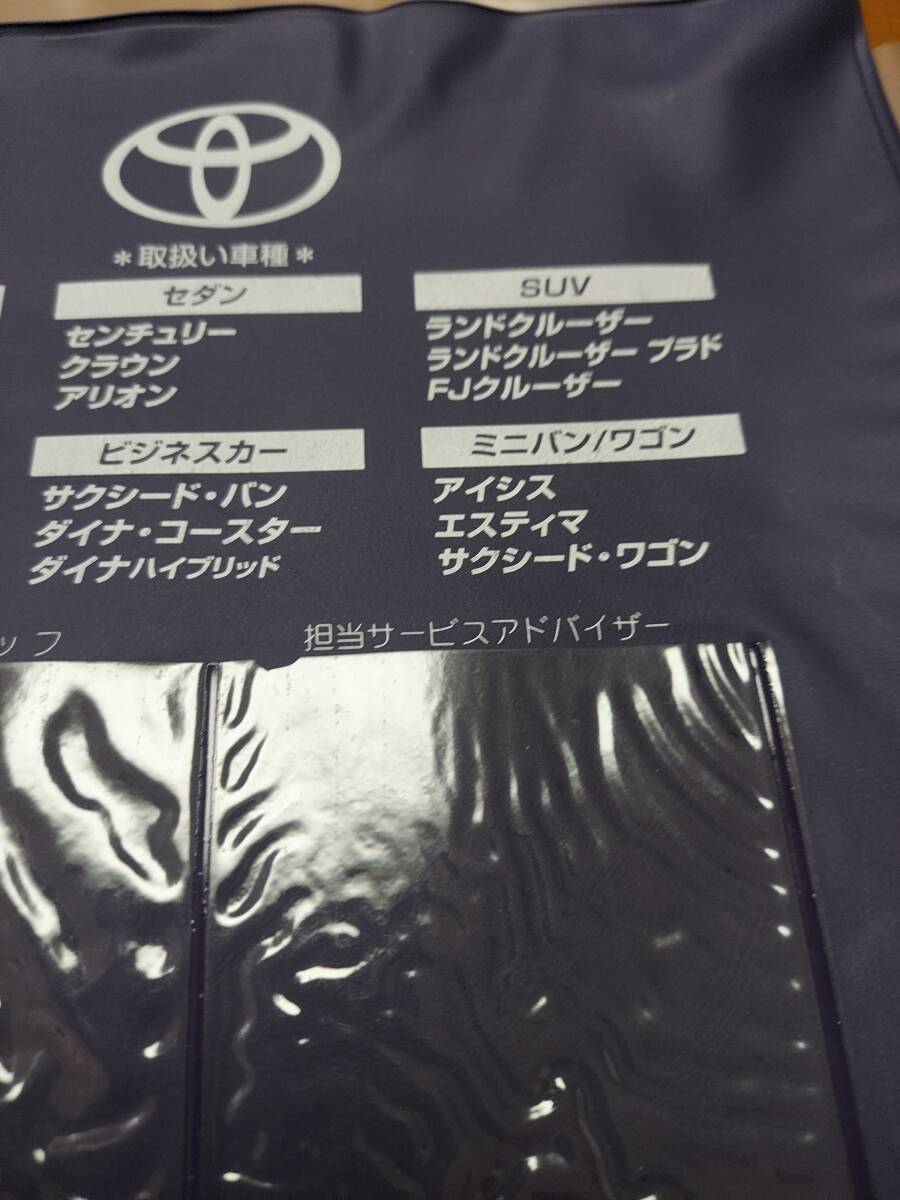 ＊取扱い車種＊
セダン
センチュリー
クラウン
アリオン
SUV
ランドクルーザー
ランドクルーザー プラド
FJクルーザー
ビジネスカー
サクシード・バン
ダイナ・コースター
ダイナハイブリッド
ミニバン/ワゴン
アイシス
エスティマ
サクシード・ワゴン
ッフ
担当サービスアドバイザー